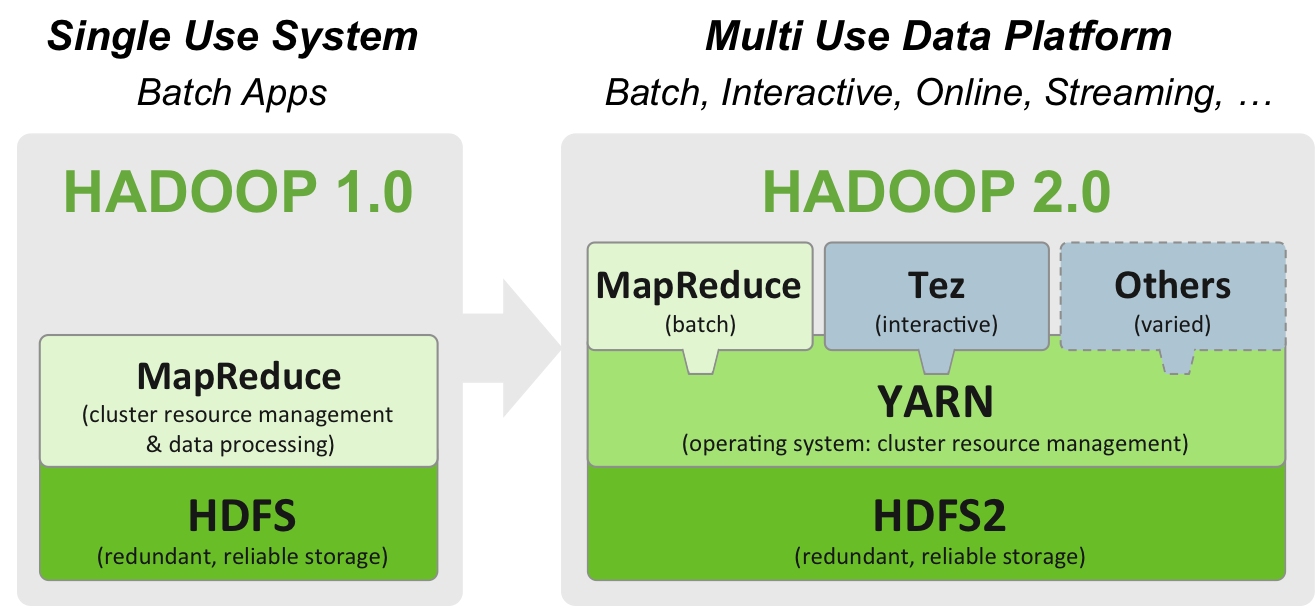 Single Use System
Batch Apps
HADOOP 1.0
MapReduce
(cluster resource management
& data processing)
HDFS
(redundant, reliable storage)
Multi Use Data Platform
Batch, Interactive, Online, Streaming, …
HADOOP 2.0
MapReduce
(batch)
Tez
(interactive)
Others
(varied)
YARN
(operating system: cluster resource management)
HDFS2
(redundant, reliable storage)